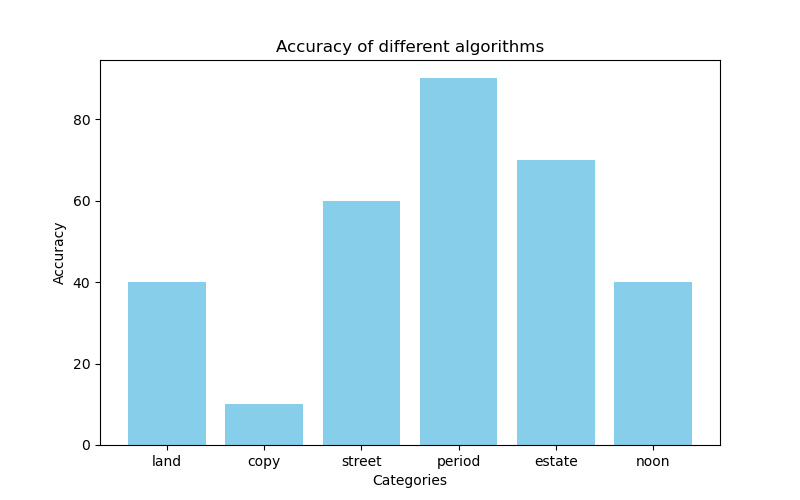 Accuracy of different algorithms
Accuracy
80
60
40
20
0
land copy street period estate noon
Categories